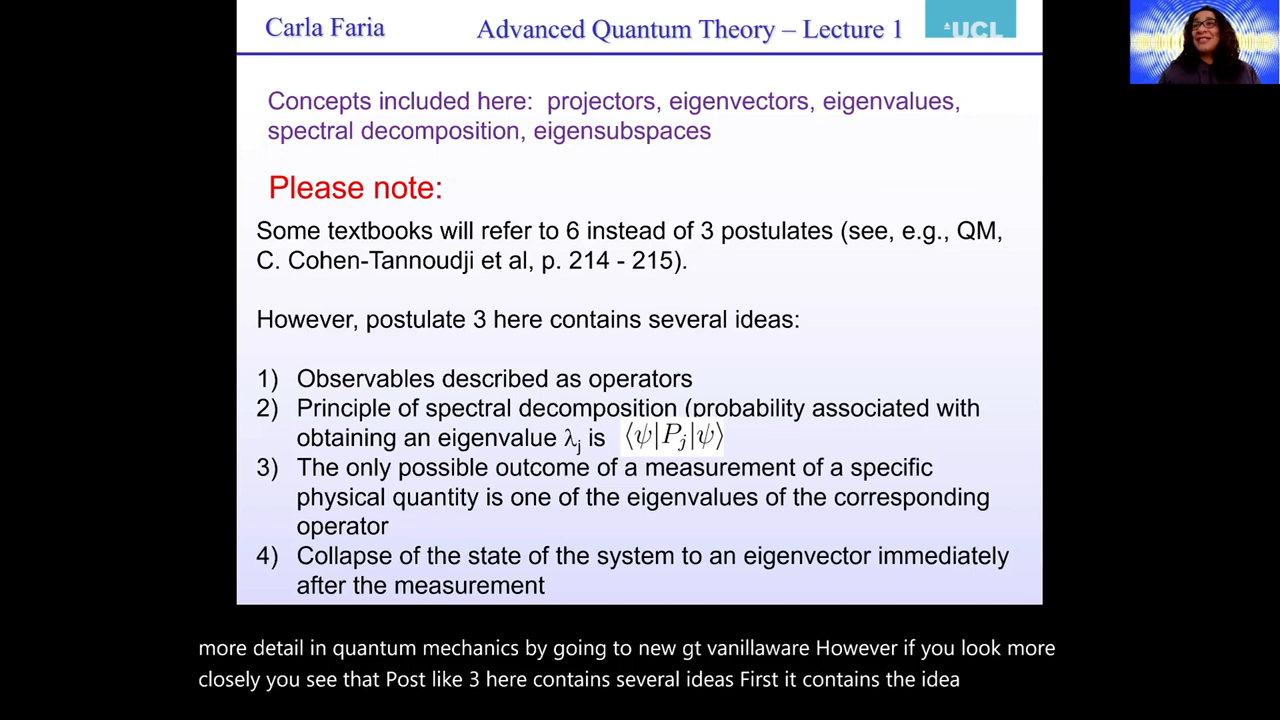 Carla Faria
Advanced Quantum Theory – Lecture 1
UCL
Concepts included here: projectors, eigenvectors, eigenvalues,
spectral decomposition, eigensubspaces
Please note:
Some textbooks will refer to 6 instead of 3 postulates (see, e.g., QM,
C. Cohen-Tannoudji et al, p. 214 - 215).
However, postulate 3 here contains several ideas:
1) Observables described as operators
2) Principle of spectral decomposition (probability associated with
obtaining an eigenvalue λj is ⟨ψ|Pj|ψ⟩
3) The only possible outcome of a measurement of a specific
physical quantity is one of the eigenvalues of the corresponding
operator
4) Collapse of the state of the system to an eigenvector immediately
after the measurement
more detail in quantum mechanics by going to new gt vanillaware However if you look more
closely you see that Post like 3 here contains several ideas First it contains the idea